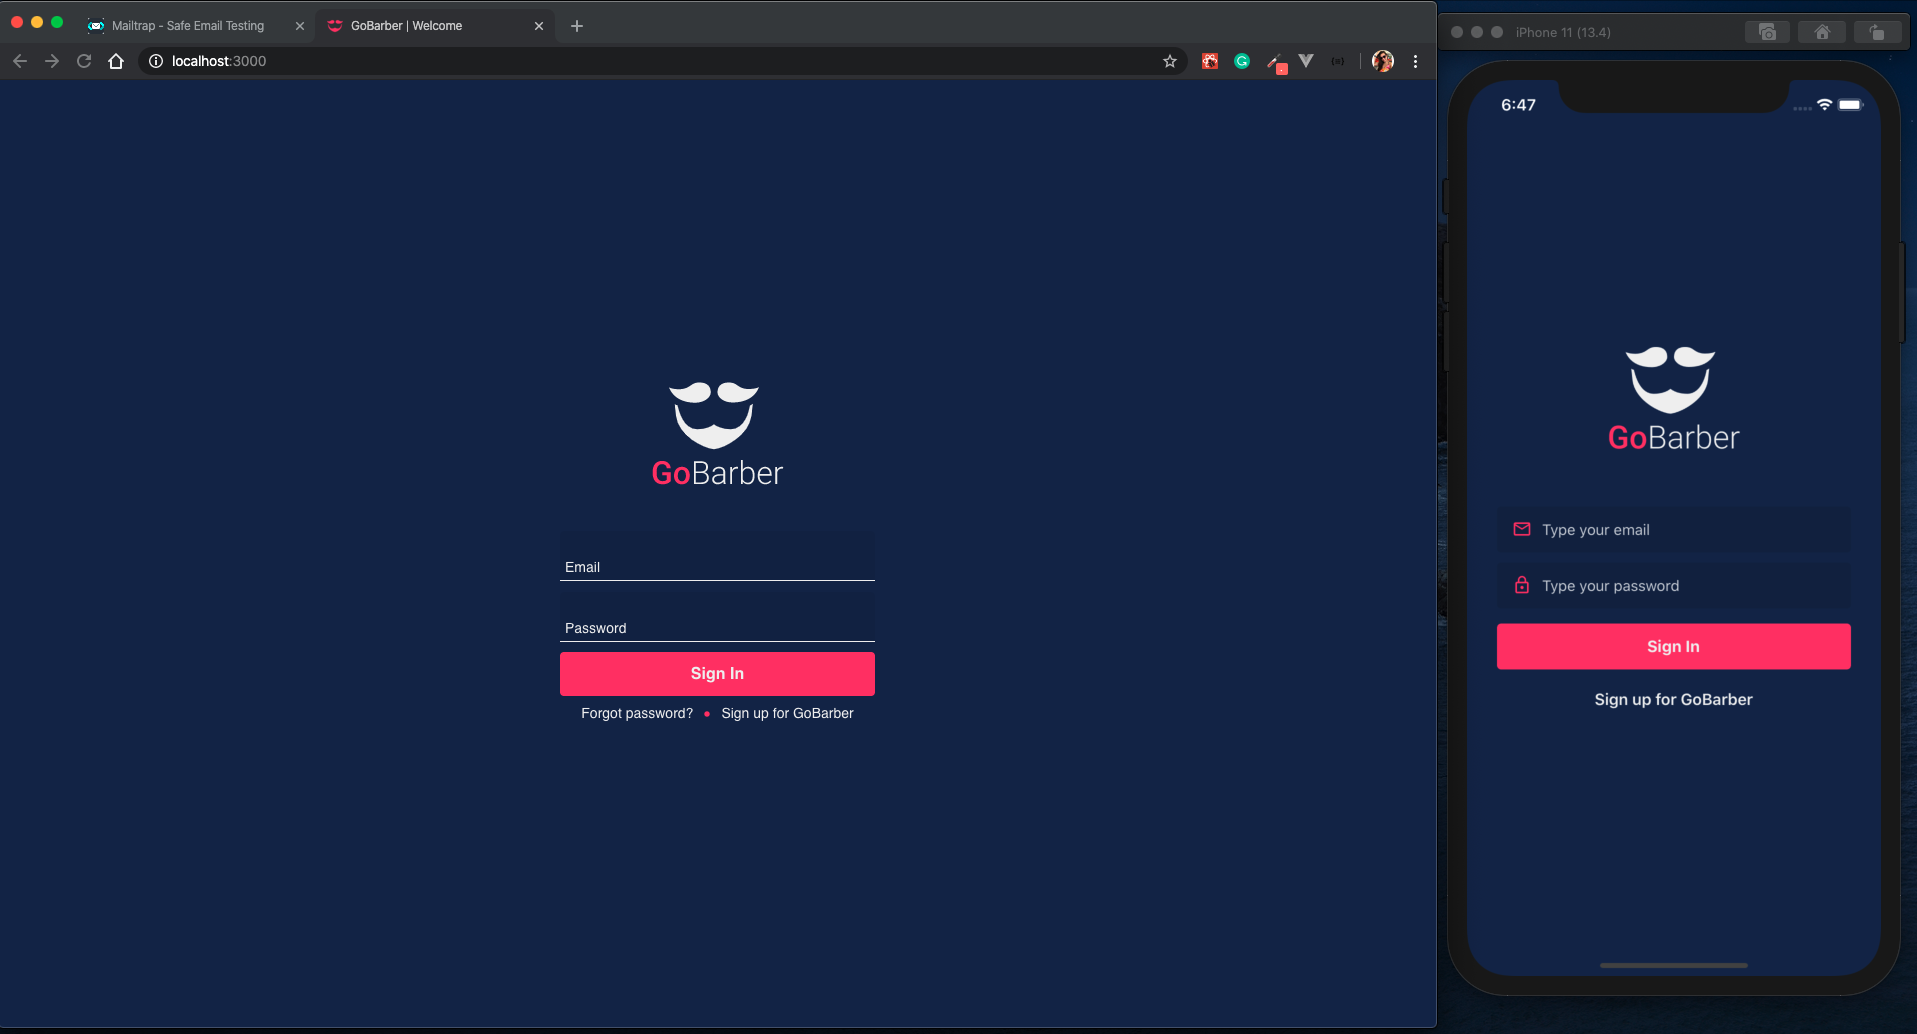 Mailtrap - Safe Email Testing
GoBarber | Welcome
localhost:3000
GoBarber
Email
Password
Sign In
Forgot password? • Sign up for GoBarber
iPhone 11 (13.4)
6:47
GoBarber
Type your email
Type your password
Sign In
Sign up for GoBarber